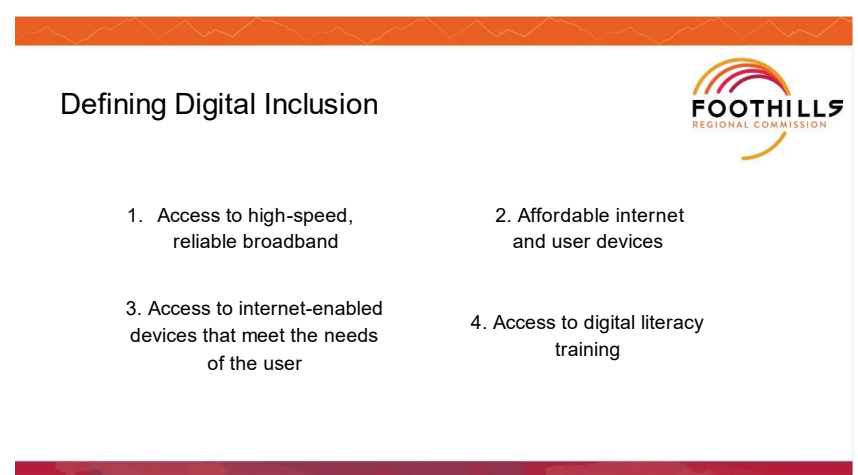 Defining Digital Inclusion
FOOTHILLS
REGIONAL COMMISSION
1. Access to high-speed,
reliable broadband
2. Affordable internet
and user devices
3. Access to internet-enabled
devices that meet the needs
of the user
4. Access to digital literacy
training